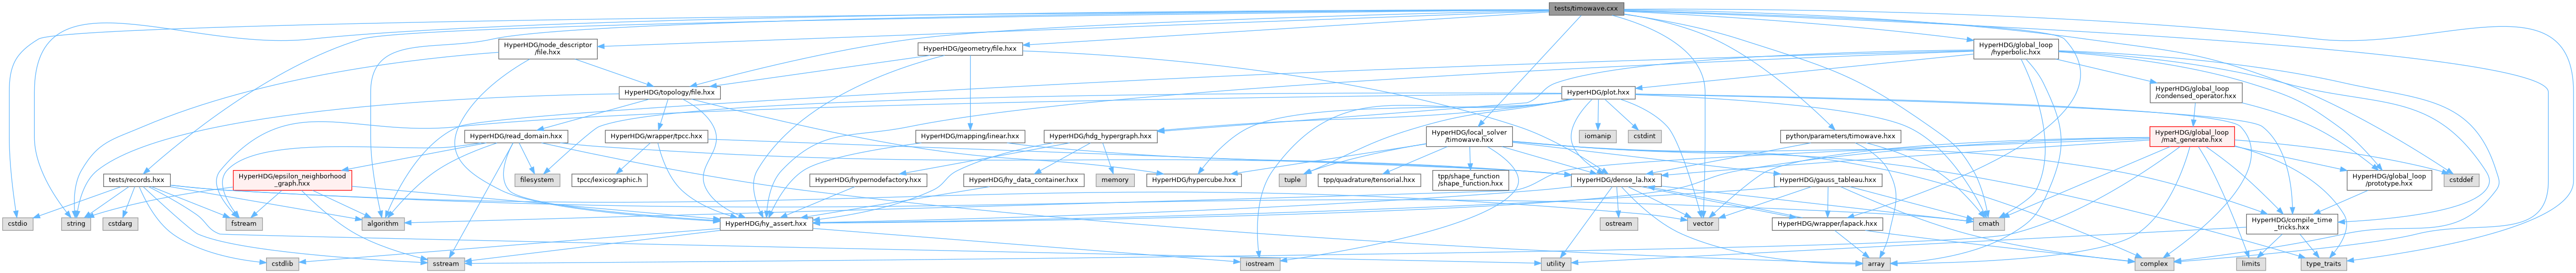 tests/timowave.cxx
HyperHDG/node_descriptor
/file.hxx
HyperHDG/geometry/file.hxx
HyperHDG/global_loop
/hyperbolic.hxx
HyperHDG/topology/file.hxx
HyperHDG/plot.hxx
HyperHDG/global_loop
/condensed_operator.hxx
HyperHDG/read_domain.hxx
HyperHDG/wrapper/tpcc.hxx
HyperHDG/mapping/linear.hxx
HyperHDG/hdg_hypergraph.hxx
HyperHDG/local_solver
/timowave.hxx
iomanip
cstdint
python/parameters/timowave.hxx
HyperHDG/global_loop
/mat_generate.hxx
tests/records.hxx
HyperHDG/epsilon_neighborhood
_graph.hxx
filesystem
tpcc/lexicographic.h
HyperHDG/hypernodefactory.hxx
HyperHDG/hy_data_container.hxx
memory
HyperHDG/hypercube.hxx
tuple
tpp/quadrature/tensorial.hxx
tpp/shape_function
/shape_function.hxx
HyperHDG/dense_la.hxx
HyperHDG/gauss_tableau.hxx
HyperHDG/global_loop
/prototype.hxx
cstddef
cstdio
string
cstdarg
fstream
algorithm
HyperHDG/hy_assert.hxx
ostream
vector
HyperHDG/wrapper/lapack.hxx
cmath
HyperHDG/compile_time
_tricks.hxx
cstdlib
sstream
iostream
utility
array
complex
limits
type_traits